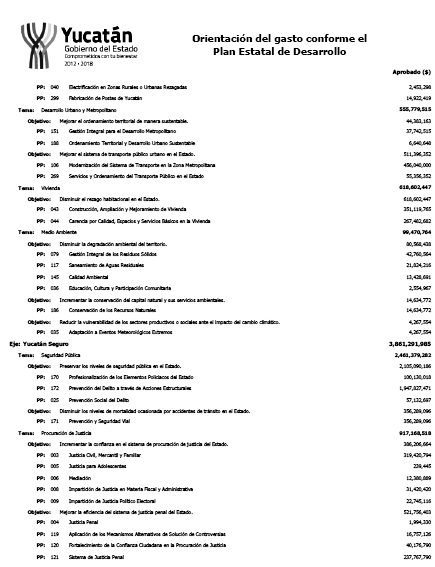 Yucatán
Gobierno del Estado
Comprometidos con tu bienestar
2012 • 2018
Orientación del gasto conforme el
Plan Estatal de Desarrollo
Aprobado ($)
PP: 040 Electrificación en Zonas Rurales o Urbanas Rezagadas 2,453,298
PP: 299 Fabricación de Postes de Yucatán 14,922,419
Tema: Desarrollo Urbano y Metropolitano 555,779,515
Objetivo: Mejorar el ordenamiento territorial de manera sustentable. 44,383,163
PP: 151 Gestión Integral para el Desarrollo Metropolitano 37,742,515
PP: 188 Ordenamiento Territorial y Desarrollo Urbano Sustentable 6,640,648
Objetivo: Mejorar el sistema de transporte público urbano en el Estado. 511,396,352
PP: 106 Modernización del Sistema de Transporte en la Zona Metropolitana 456,040,000
PP: 269 Servicios y Ordenamiento del Transporte Público en el Estado 55,356,352
Tema: Vivienda 618,602,447
Objetivo: Disminuir el rezago habitacional en el Estado. 618,602,447
PP: 043 Construcción, Ampliación y Mejoramiento de Vivienda 351,119,765
PP: 044 Carencia por Calidad, Espacios y Servicios Básicos en la Vivienda 267,482,682
Tema: Medio Ambiente 99,470,764
Objetivo: Disminuir la degradación ambiental del territorio. 80,568,438
PP: 079 Gestión Integral de los Residuos Sólidos 42,760,564
PP: 117 Saneamiento de Aguas Residuales 21,824,216
PP: 145 Calidad Ambiental 13,428,691
PP: 036 Educación, Cultura y Participación Comunitaria 2,554,967
Objetivo: Incrementar la conservación del capital natural y sus servicios ambientales. 14,634,772
PP: 186 Conservación de los Recursos Naturales 14,634,772
Objetivo: Reducir la vulnerabilidad de los sectores productivos o sociales ante el impacto del cambio climático. 4,267,554
PP: 035 Adaptación a Eventos Meteorológicos Extremos 4,267,554
Eje: Yucatán Seguro 3,861,291,985
Tema: Seguridad Pública 2,461,379,282
Objetivo: Preservar los niveles de seguridad pública en el Estado. 2,105,090,186
PP: 170 Profesionalización de los Elementos Policiacos del Estado 100,130,018
PP: 172 Prevención del Delito a través de Acciones Estructurales 1,947,827,471
PP: 025 Prevención Social del Delito 57,132,697
Objetivo: Disminuir los niveles de mortalidad ocasionada por accidentes de tránsito en el Estado. 356,289,096
PP: 171 Prevención y Seguridad Vial 356,289,096
Tema: Procuración de Justicia 917,168,518
Objetivo: Incrementar la confianza en el sistema de procuración de justicia del Estado. 386,206,664
PP: 003 Justicia Civil, Mercantil y Familiar 319,420,794
PP: 005 Justicia para Adolescentes 239,445
PP: 006 Mediación 12,380,889
PP: 008 Impartición de Justicia en Materia Fiscal y Administrativa 31,420,420
PP: 009 Impartición de Justicia Político Electoral 22,745,116
Objetivo: Mejorar la eficiencia del sistema de justicia penal del Estado. 521,756,403
PP: 004 Justicia Penal 1,994,330
PP: 119 Aplicación de los Mecanismos Alternativos de Solución de Controversias 16,757,126
PP: 120 Fortalecimiento de la Confianza Ciudadana en la Procuración de Justicia 40,176,790
PP: 121 Sistema de Justicia Penal 237,767,790